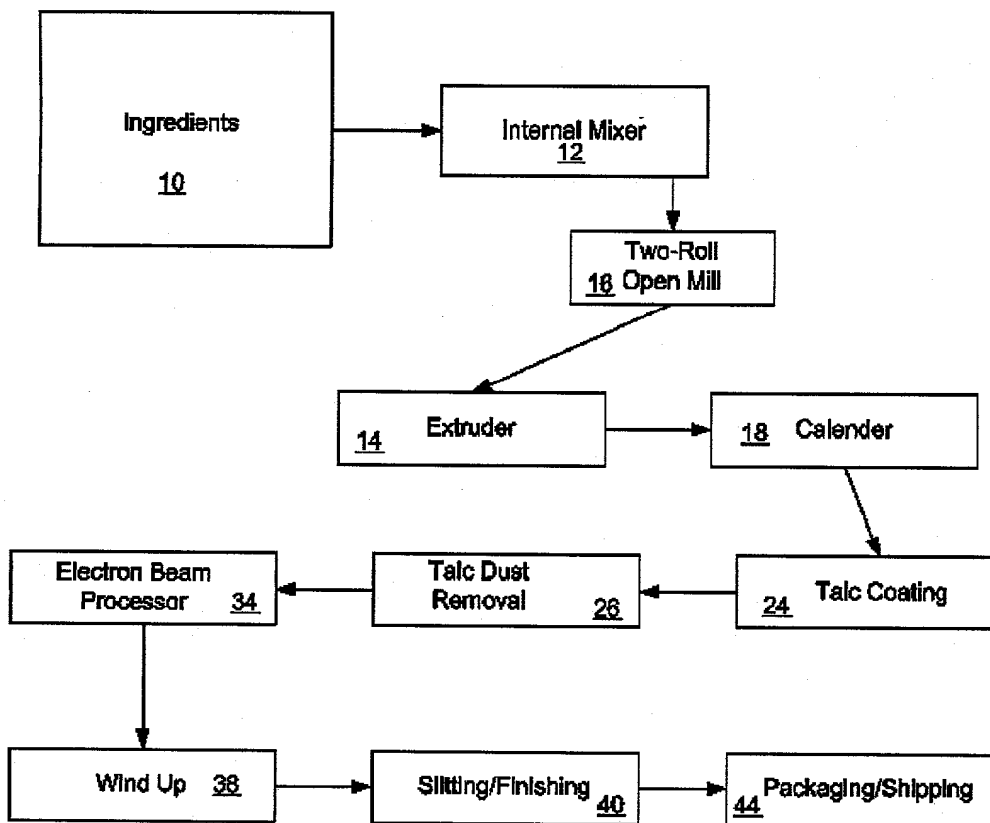 Ingredients
10
Internal Mixer
12
Two-Roll
16 Open Mill
Extruder
14
18 Calender
Electron Beam
Processor 34
Talc Dust
Removal 26
24 Talc Coating
Wind Up 38
Slitting/Finishing 40
44 Packaging/Shipping